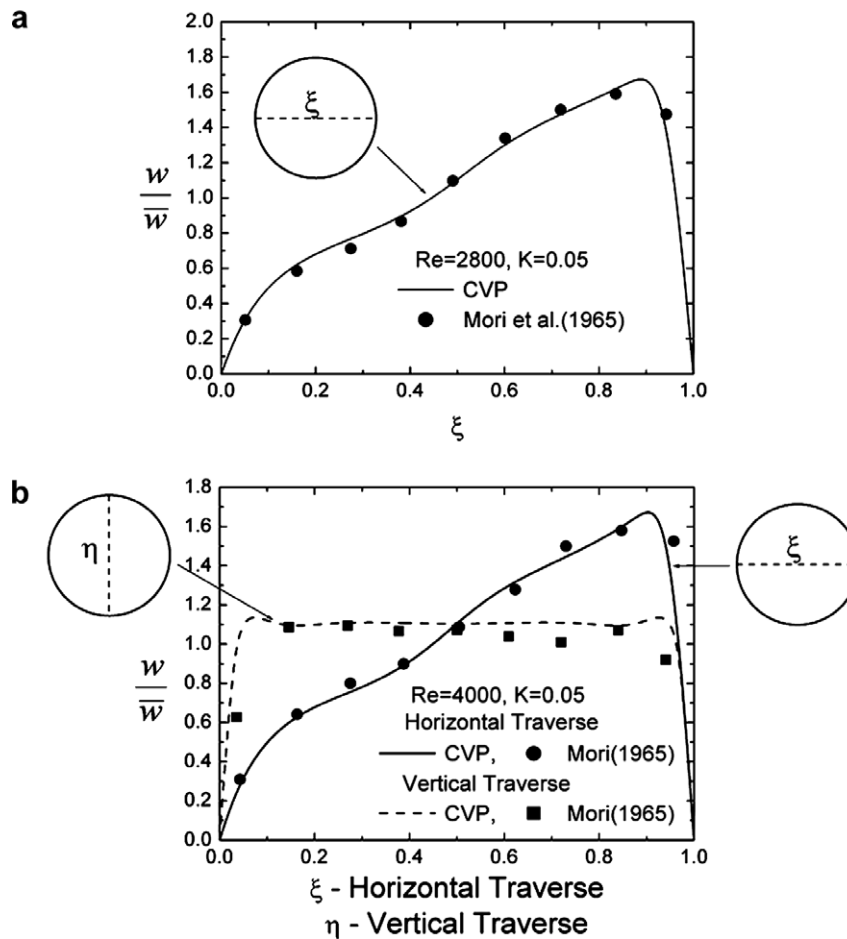 a
1.8
1.6
1.4
1.2
1.0
0.8
0.6
0.4
0.2
0.0
w
w̅
ξ
Re=2800, K=0.05
CVP
Mori et al.(1965)
0.0 0.2 0.4 0.6 0.8 1.0
ξ
b
1.8
1.6
1.4
1.2
1.0
0.8
0.6
0.4
0.2
0.0
w
w̅
η
ξ
Re=4000, K=0.05
Horizontal Traverse
CVP, Mori(1965)
Vertical Traverse
CVP, Mori(1965)
0.0 0.2 0.4 0.6 0.8 1.0
ξ - Horizontal Traverse
η - Vertical Traverse